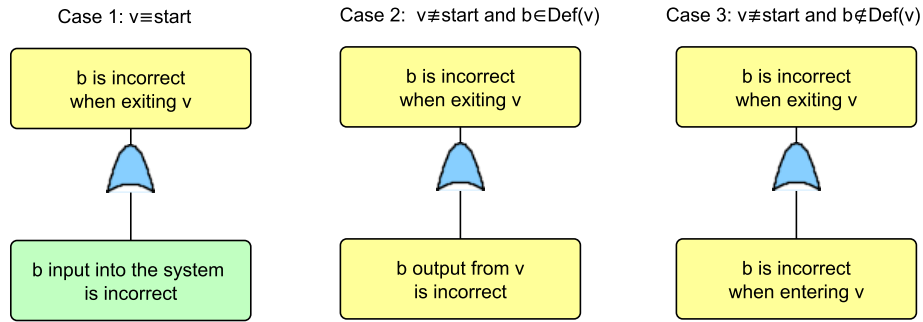 Case 1: v≡start
Case 2:  v≢start and b∈Def(v)
Case 3: v≢start and b∉Def(v)
b is incorrect
when exiting v
b is incorrect
when exiting v
b is incorrect
when exiting v
b input into the system
is incorrect
b output from v
is incorrect
b is incorrect
when entering v